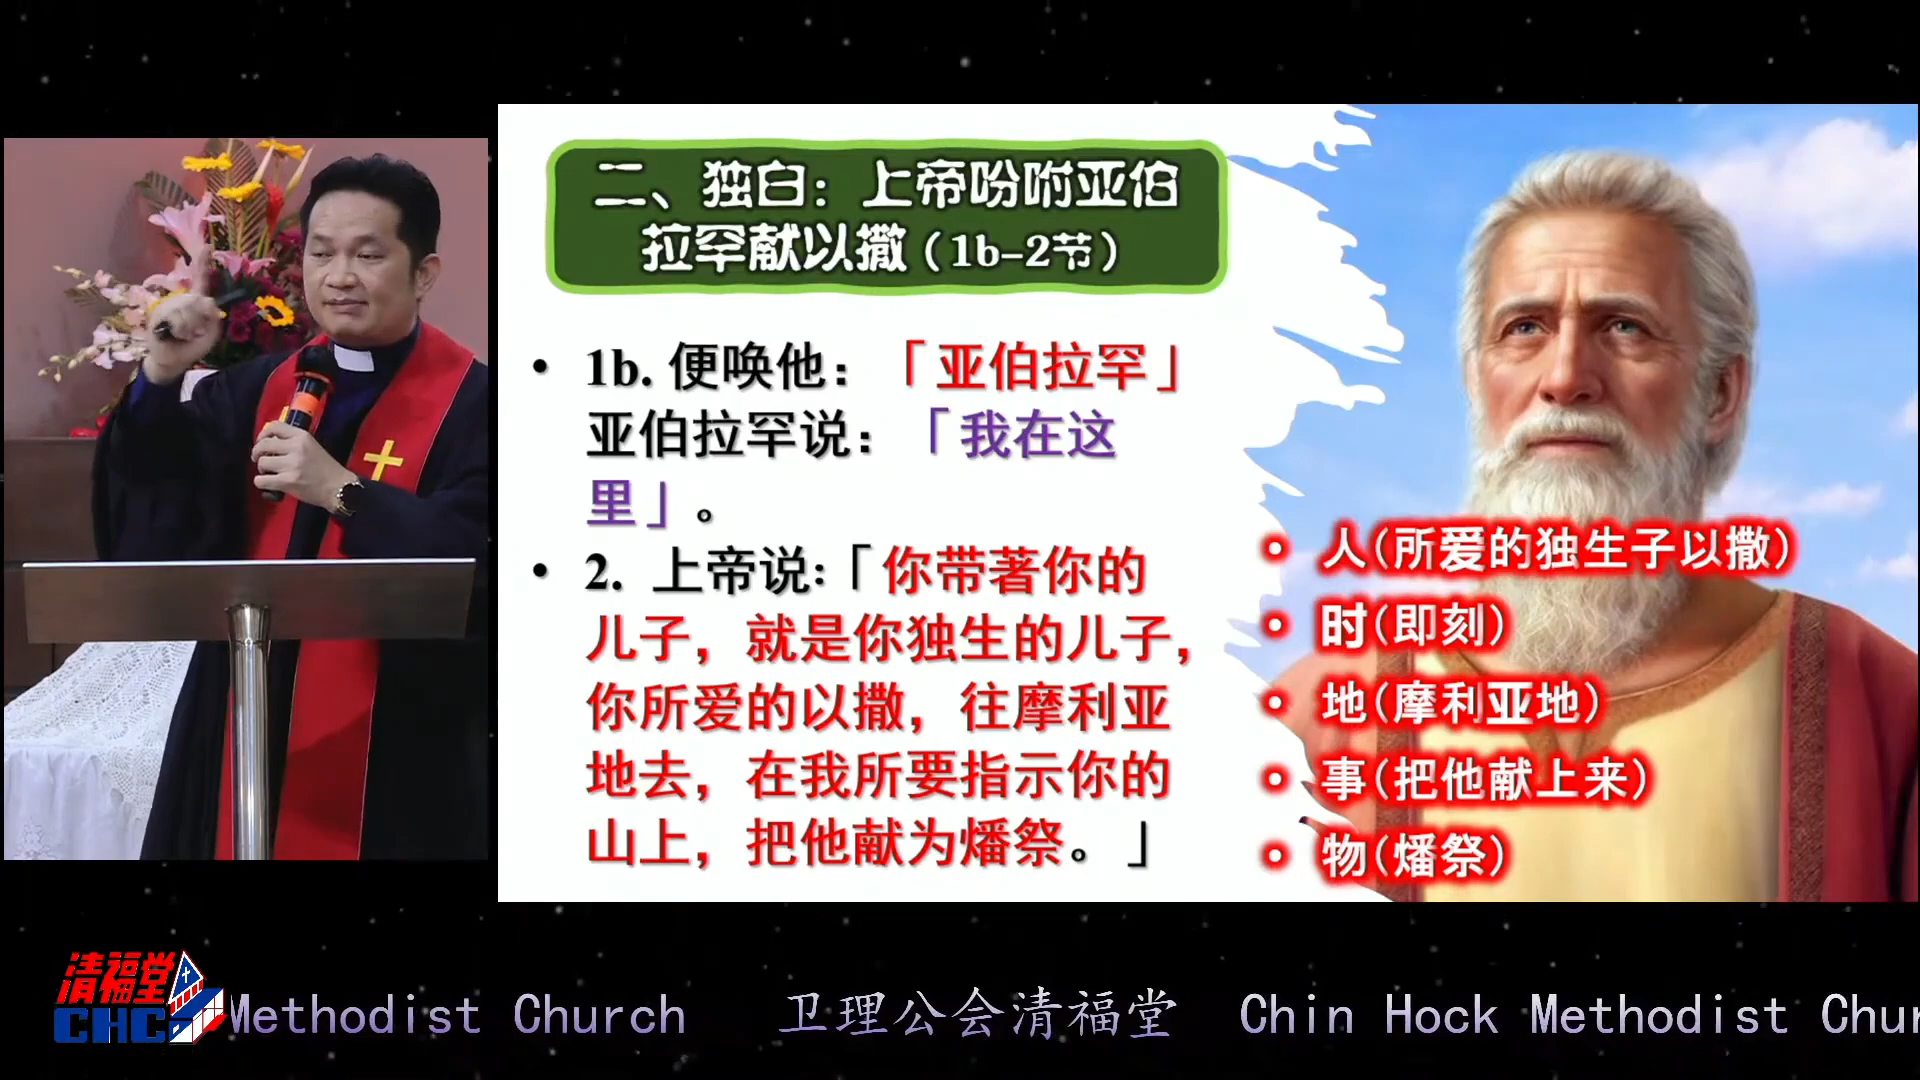 二、独白：上帝吩咐亚伯
拉罕献以撒（1b-2节）
• 1b. 便唤他：「亚伯拉罕」
亚伯拉罕说：「我在这
里」。
• 2. 上帝说:「你带著你的
儿子，就是你独生的儿子，
你所爱的以撒，往摩利亚
地去，在我所要指示你的
山上，把他献为燔祭。」
• 人(所爱的独生子以撒)
• 时(即刻)
• 地(摩利亚地)
• 事(把他献上来)
• 物(燔祭)
清福堂
CHC
Methodist Church 卫理公会清福堂 Chin Hock Methodist Chur